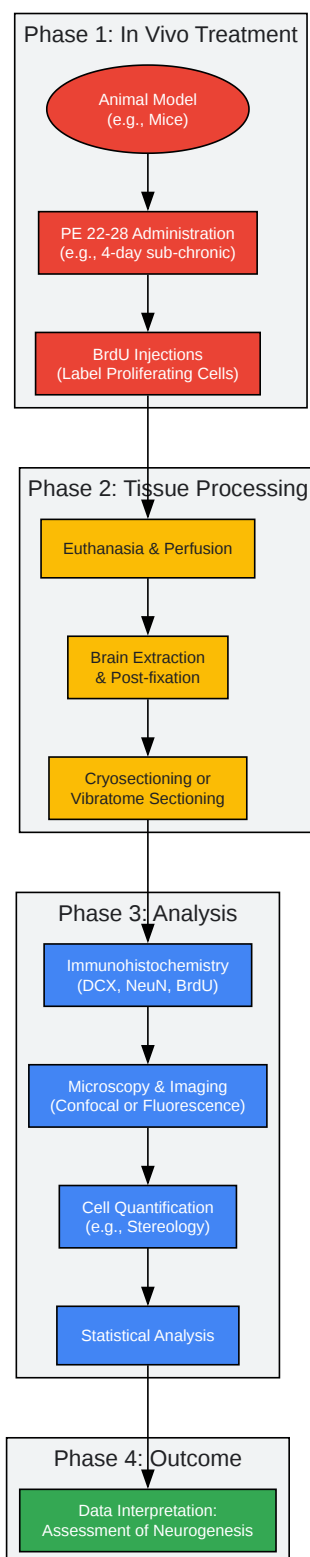 Phase 1: In Vivo Treatment
Animal Model
(e.g., Mice)
PE 22-28 Administration
(e.g., 4-day sub-chronic)
BrdU Injections
(Label Proliferating Cells)
Phase 2: Tissue Processing
Euthanasia & Perfusion
Brain Extraction
& Post-fixation
Cryosectioning or
Vibratome Sectioning
Phase 3: Analysis
Immunohistochemistry
(DCX, NeuN, BrdU)
Microscopy & Imaging
(Confocal or Fluorescence)
Cell Quantification
(e.g., Stereology)
Statistical Analysis
Phase 4: Outcome
Data Interpretation:
Assessment of Neurogenesis